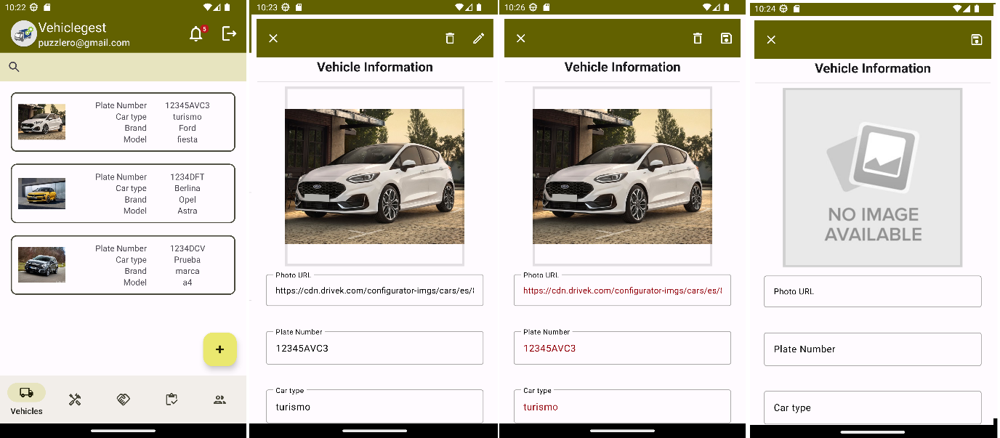 10:22
Vehiclegest
puzzlero@gmail.com
5
Plate Number 12345AVC3
Car type turismo
Brand Ford
Model fiesta
Plate Number 1234DFT
Car type Berlina
Brand Opel
Model Astra
Plate Number 1234DCV
Car type Prueba
Brand marca
Model a4
+
Vehicles
10:23
Vehicle Information
Photo URL
https://cdn.drivek.com/configurator-imgs/cars/es/
Plate Number
12345AVC3
Car type
turismo
10:26
Vehicle Information
Photo URL
https://cdn.drivek.com/configurator-imgs/cars/es/
Plate Number
12345AVC3
Car type
turismo
10:24
Vehicle Information
NO IMAGE
AVAILABLE
Photo URL
Plate Number
Car type